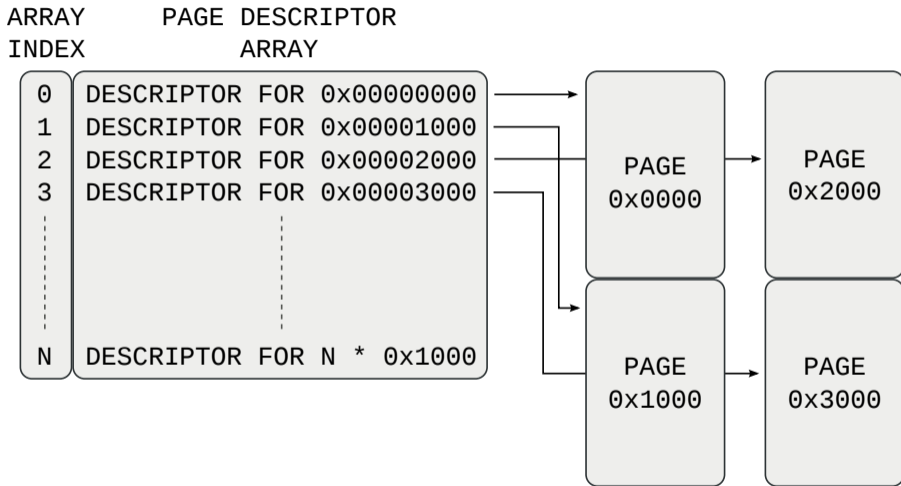 ARRAY INDEX
PAGE DESCRIPTOR ARRAY
0 DESCRIPTOR FOR 0x00000000
1 DESCRIPTOR FOR 0x00001000
2 DESCRIPTOR FOR 0x00002000
3 DESCRIPTOR FOR 0x00003000
N DESCRIPTOR FOR N * 0x1000
PAGE
0x0000
PAGE
0x2000
PAGE
0x1000
PAGE
0x3000